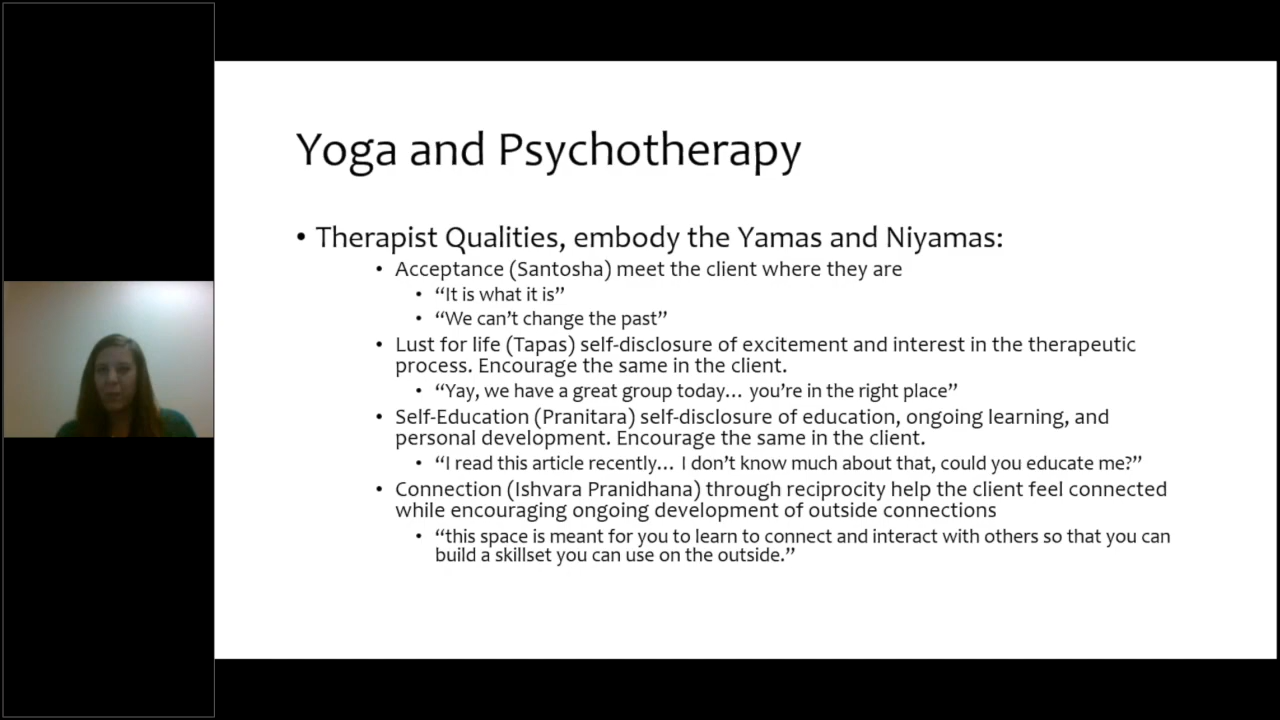 Yoga and Psychotherapy
• Therapist Qualities, embody the Yamas and Niyamas:
• Acceptance (Santosha) meet the client where they are
• “It is what it is”
• “We can’t change the past”
• Lust for life (Tapas) self-disclosure of excitement and interest in the therapeutic
process. Encourage the same in the client.
• “Yay, we have a great group today… you’re in the right place”
• Self-Education (Pranitara) self-disclosure of education, ongoing learning, and
personal development. Encourage the same in the client.
• “I read this article recently… I don’t know much about that, could you educate me?”
• Connection (Ishvara Pranidhana) through reciprocity help the client feel connected
while encouraging ongoing development of outside connections
• “this space is meant for you to learn to connect and interact with others so that you can
build a skillset you can use on the outside.”